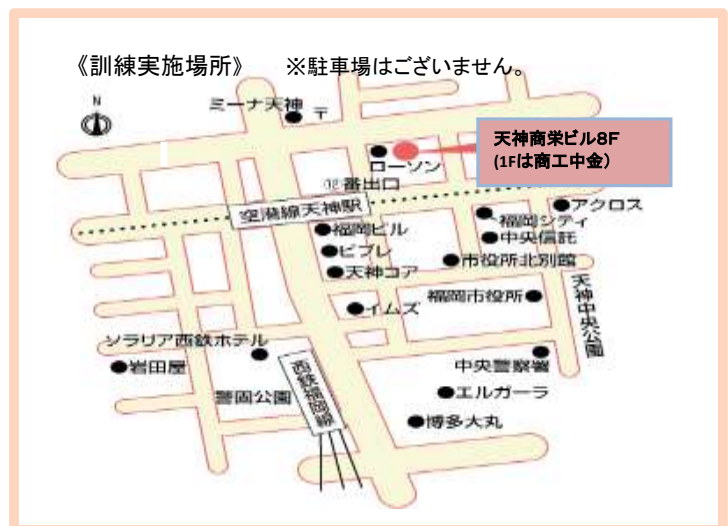 《訓練実施場所》 ※駐車場はございません。
N
ミーナ天神
〒
天神商栄ビル8F
(1Fは商工中金)
ローソン
番出口
空港線天神駅
アクロス
福岡シティ
福岡ビル
中央信託
ビブレ
市役所北別館
天神コア
福岡市役所
イムズ
天神中央公園
ソラリア西鉄ホテル
岩田屋
中央警察署
警固公園
西鉄福岡線
エルガーラ
博多大丸